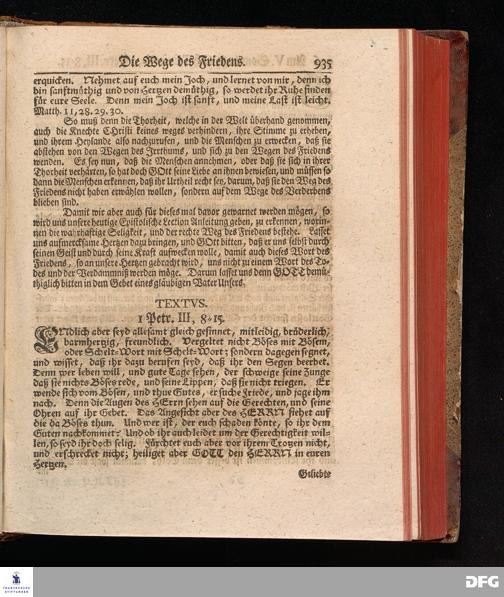 Die Wege des Friedens. 935
erquicken. Nehmet auf euch mein Joch, und lernet von mir, denn ich
bin sanftmüthig und von Hertzen demüthig, so werdet ihr Ruhe finden
für eure Seele. Denn mein Joch ist sanft, und meine Last ist leicht.
Matth. 11, 28. 29. 30.
So muß denn die Thorheit, welche in der Welt überhand genommen,
auch die Knechte CHristi keines weges verhindern, ihre Stimme zu erheben,
und ihrem Heylande also nachzurufen, und die Menschen zu erwecken, daß sie
abstehen von den Wegen des Irrthums, und sich zu den Wegen des Friedens
wenden. Es sey nun, daß die Menschen annehmen, oder daß sie sich in ihrer
Thorheit verhärten, so hat doch GOtt seine Liebe an ihnen bewiesen, und müssen so
dann die Menschen erkennen, daß ihr Urtheil recht sey, darum, daß sie den Weg des
Friedens nicht haben erwählen wollen, sondern auf dem Wege des Verderbens
blieben sind.
Damit wir aber auch für dieses mal davor gewarnet werden mögen, so
wird uns unsere heutige Epistolische Lection Anleitung geben, zu erkennen, worin-
nen die wahrhaftige Seligkeit, und der rechte Weg des Friedens bestehe. Lasset
uns aufmercksame Hertzen dazu bringen, und GOtt bitten, daß er uns selbst durch
seinen Geist und durch seine Kraft aufwecken wolle, damit auch dieses Wort des
Friedens, so an unsere Hertzen gebracht wird, uns nicht zu einem Wort des To-
des und der Verdammniß werden möge. Darum lasset uns denn GOTT demü-
thiglich bitten in dem Gebet eines gläubigen Vater Unsers.
TEXTVS.
1 Petr. III, 8-15.
ENdlich aber seyd allesamt gleich gesinnet, mitleidig, brüderlich,
barmhertzig, freundlich. Vergeltet nicht Böses mit Bösem,
oder Schelt-Wort mit Schelt-Wort; sondern dagegen segnet,
und wisset, daß ihr dazu berufen seyd, daß ihr den Segen beerbet.
Denn wer leben will, und gute Tage sehen, der schweige seine Zunge
daß sie nichts Böses rede, und seine Lippen, daß sie nicht triegen. Er
wende sich vom Bösen, und thue Gutes, er suche Friede, und jage ihm
nach. Denn die Augen des HErrn sehen auf die Gerechten, und seine
Ohren auf ihr Gebet. Das Angesicht aber des HERRN siehet auf
die da Böses thun. Und wer ist, der euch schaden könte, so ihr dem
Guten nachkommet? Und ob ihr auch leidet um der Gerechtigkeit wil-
len, so seyd ihr doch selig. Fürchtet euch aber vor ihrem Trotzen nicht,
und erschrecket nicht; heiliget aber GOTT den HERRN in euren
Hertzen.
Geliebte
FRANCKESCHE
STIFTUNGEN
DFG